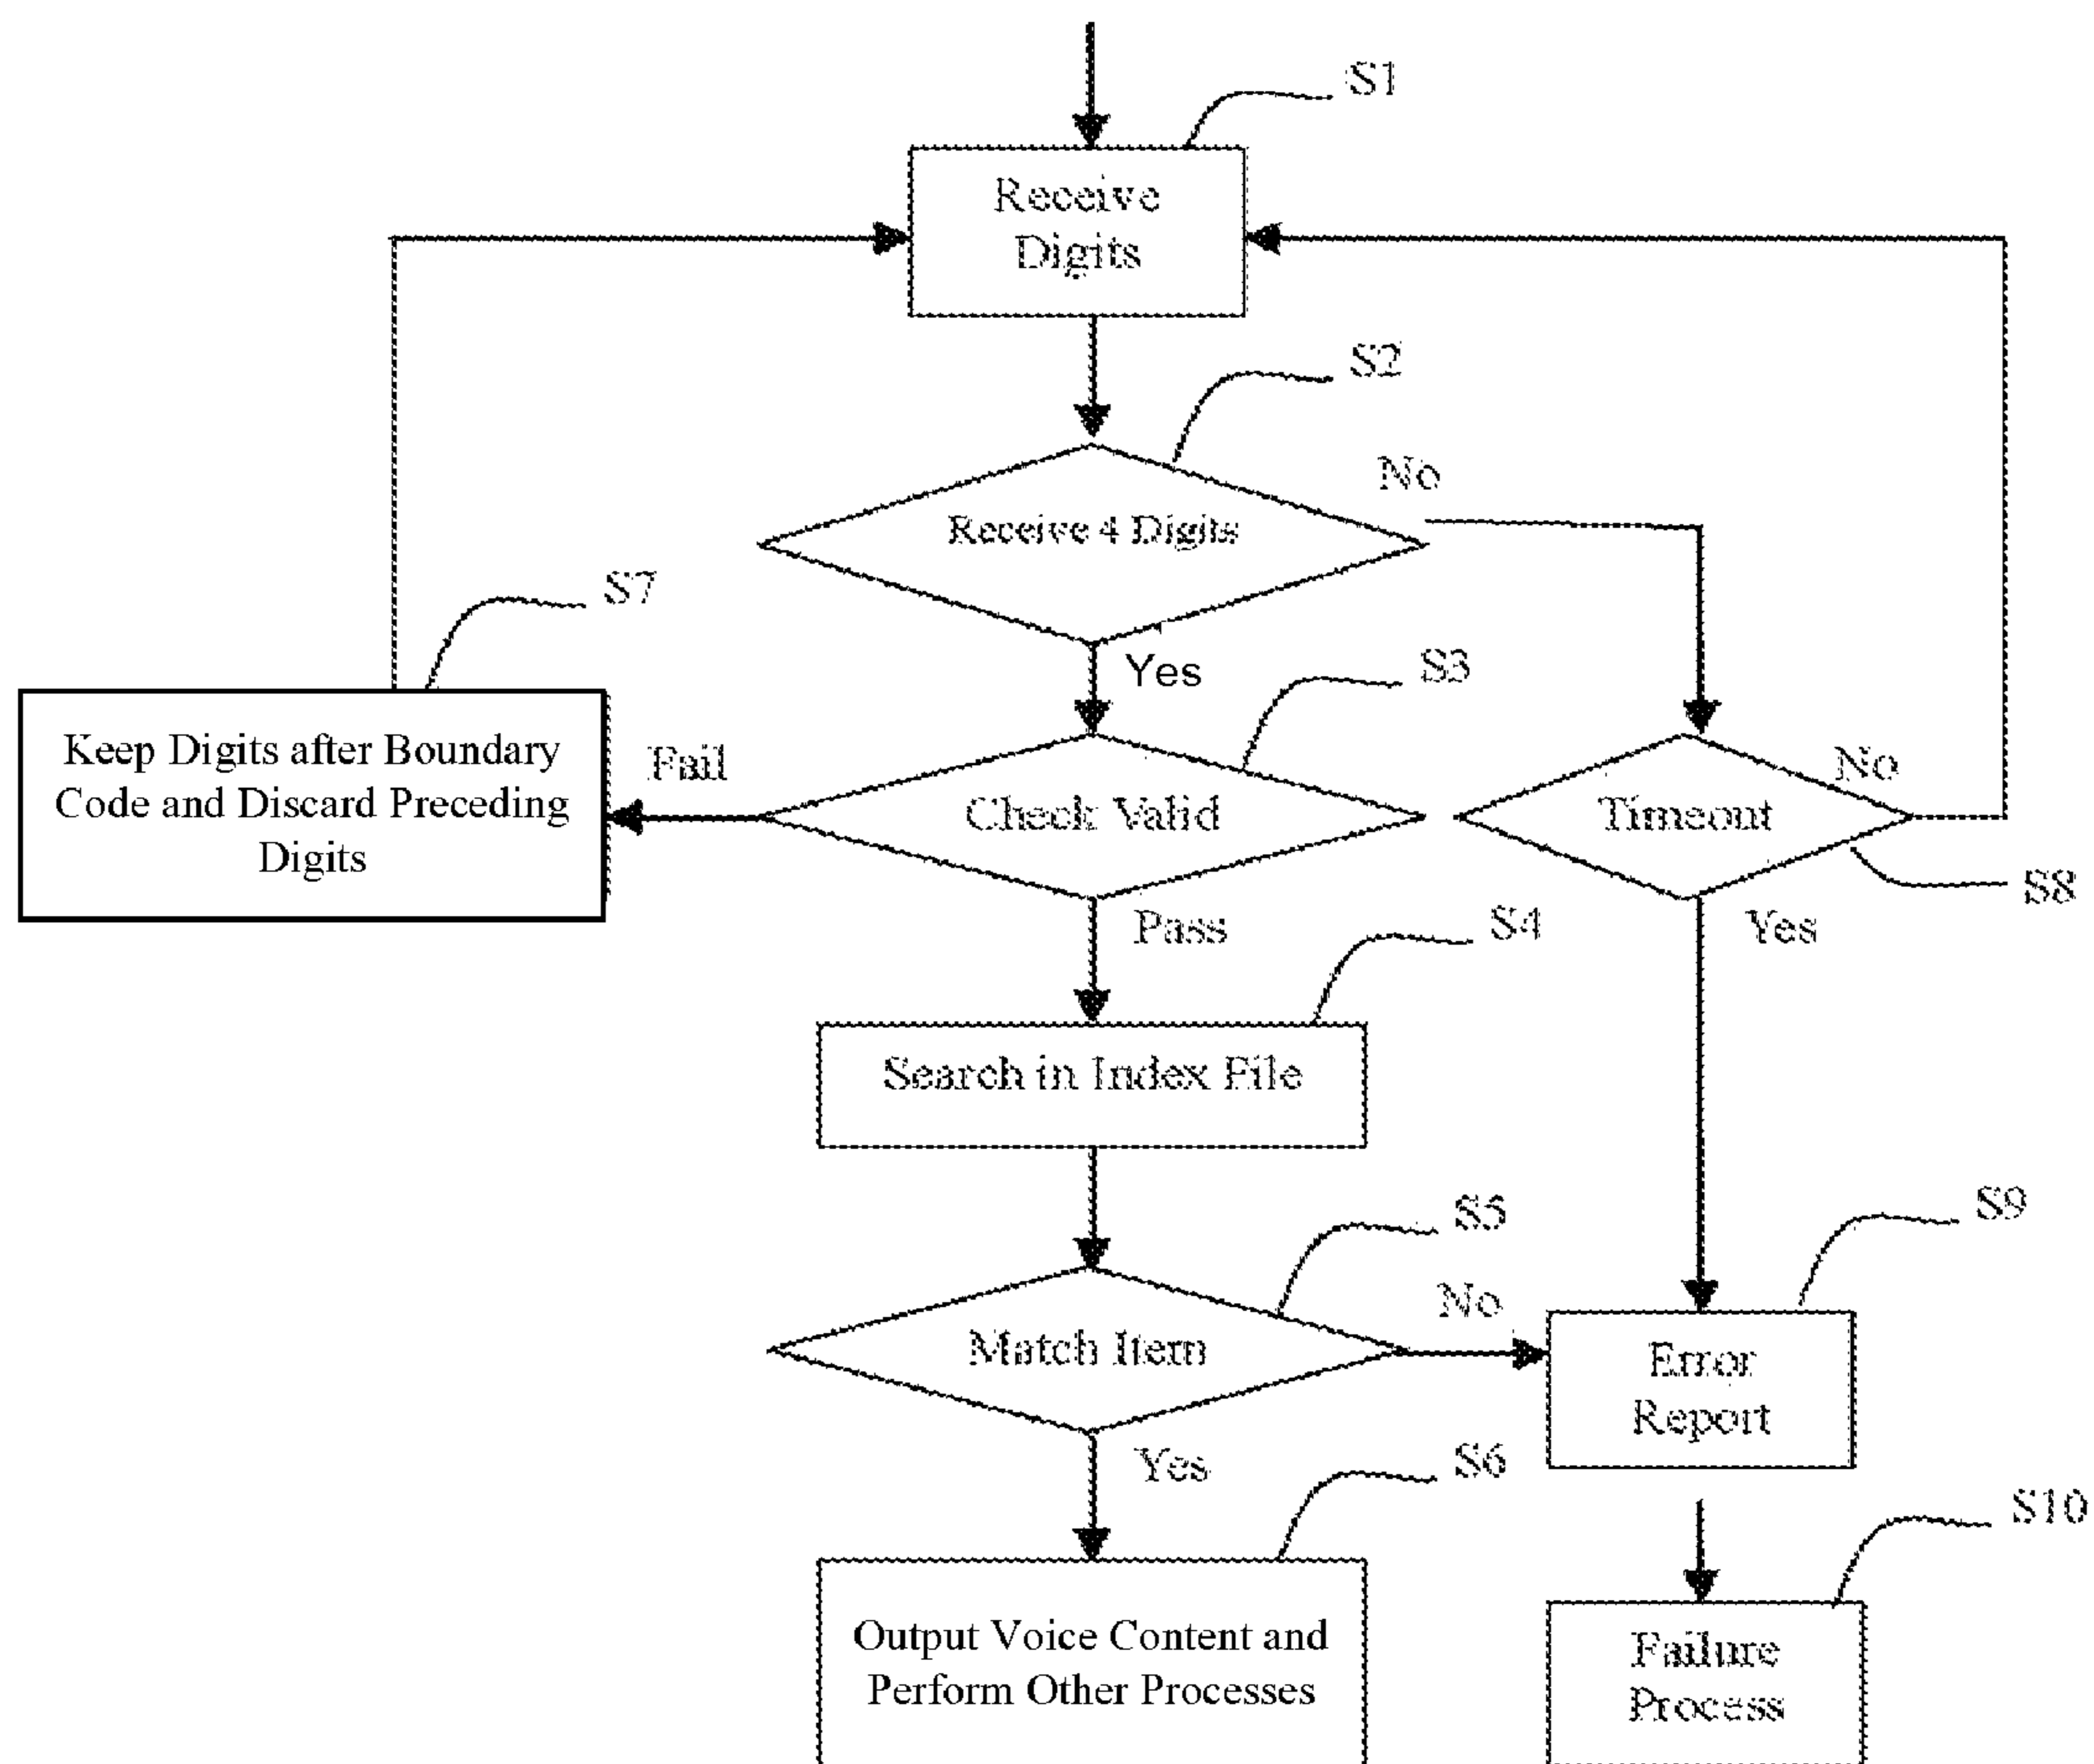 S1
Receive
Digits
S2
No
Receive 4 Digits
S7
Yes
S3
Keep Digits after Boundary
Code and Discard Preceding
Digits
Fail
Check Valid
Timeout
No
S8
Pass
S4
Yes
Search in Index File
S5
S9
No
Match Item
Error
Report
Yes
S6
S10
Output Voice Content and
Perform Other Processes
Failure
Process